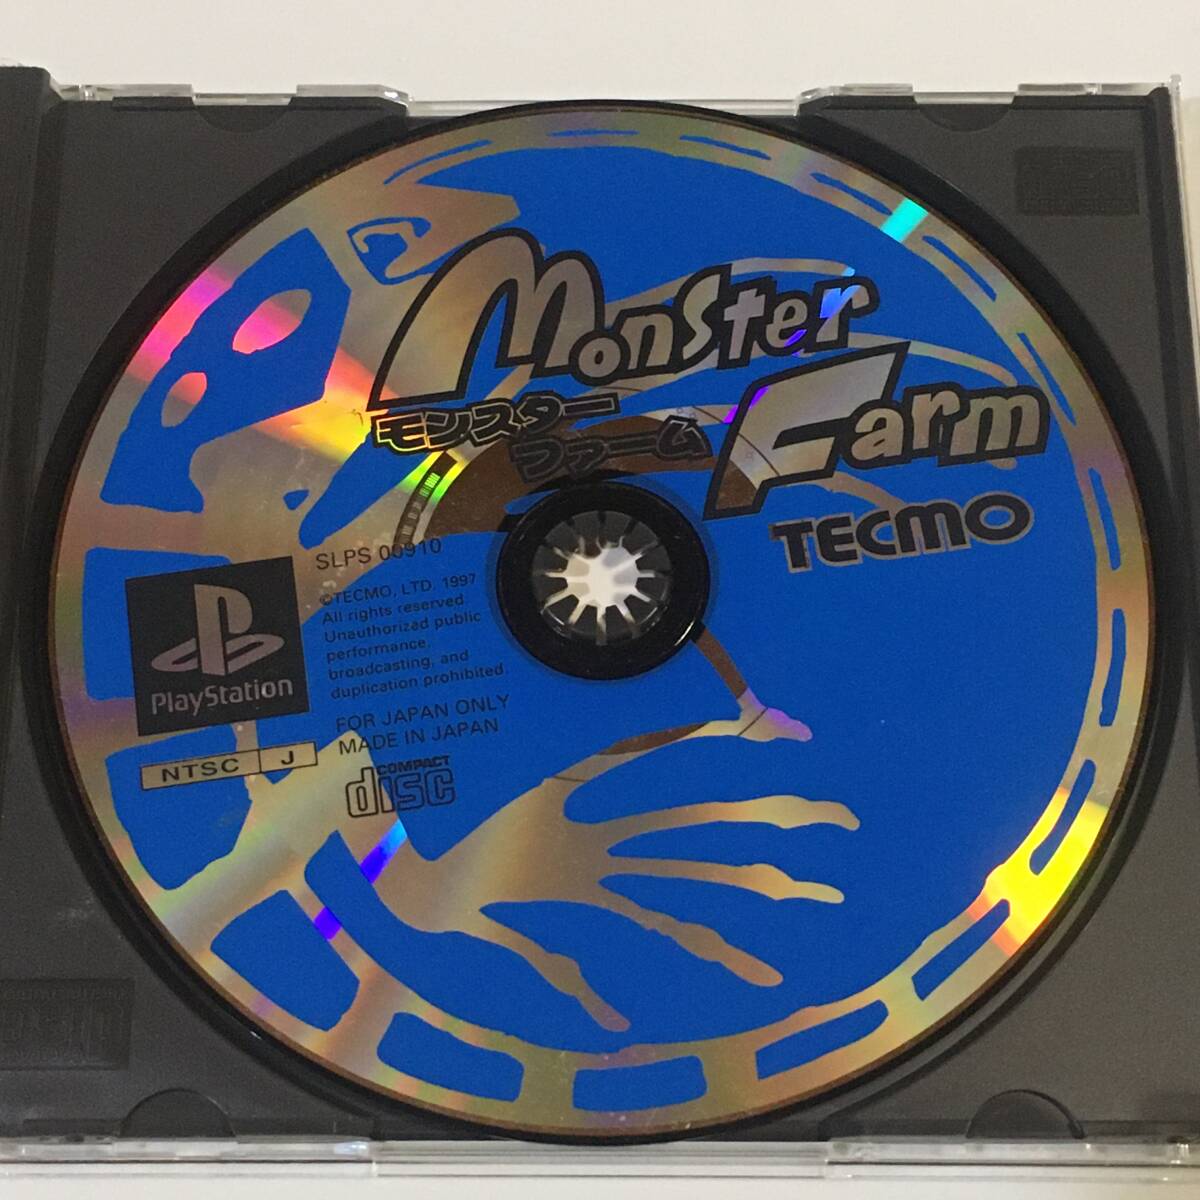 Monster
Farm
モンスター
ファーム
TECMO
SLPS 00910
©TECMO, LTD. 1997
All rights reserved.
Unauthorized public
performance,
broadcasting, and
duplication prohibited.
FOR JAPAN ONLY
MADE IN JAPAN
PlayStation
NTSC J
COMPACT
disc